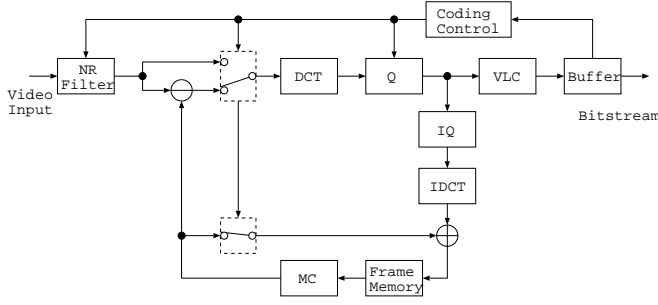 Coding
Control
NR
Filter
DCT
Q
VLC
Buffer
Video
Input
Bitstream
IQ
IDCT
MC
Frame
Memory